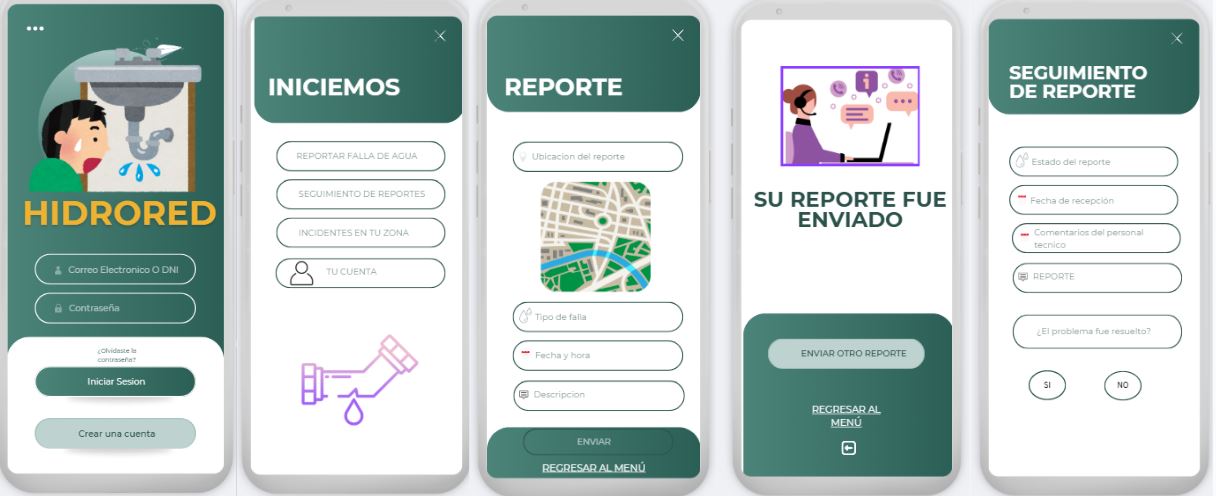 HIDRORED
Correo Electronico O DNI
Contraseña
¿Olvidaste la
contraseña?
Iniciar Sesion
Crear una cuenta
INICIEMOS
REPORTAR FALLA DE AGUA
SEGUIMIENTO DE REPORTES
INCIDENTES EN TU ZONA
TU CUENTA
REPORTE
Ubicacion del reporte
Tipo de falla
Fecha y hora
Descripcion
ENVIAR
REGRESAR AL MENÚ
SU REPORTE FUE
ENVIADO
ENVIAR OTRO REPORTE
REGRESAR AL
MENÚ
SEGUIMIENTO
DE REPORTE
Estado del reporte
Fecha de recepción
Comentarios del personal
tecnico
REPORTE
¿El problema fue resuelto?
SI
NO